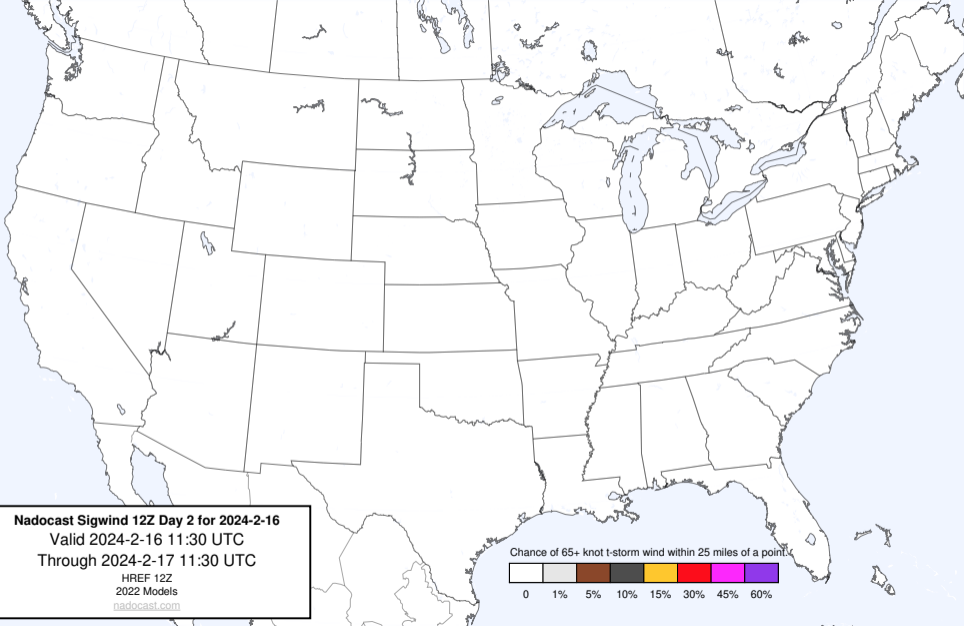 Nadocast Sigwind 12Z Day 2 for 2024-2-16
Valid 2024-2-16 11:30 UTC
Through 2024-2-17 11:30 UTC
HREF 12Z
2022 Models
nadocast.com
Chance of 65+ knot t-storm wind within 25 miles of a point.
0 1% 5% 10% 15% 30% 45% 60%